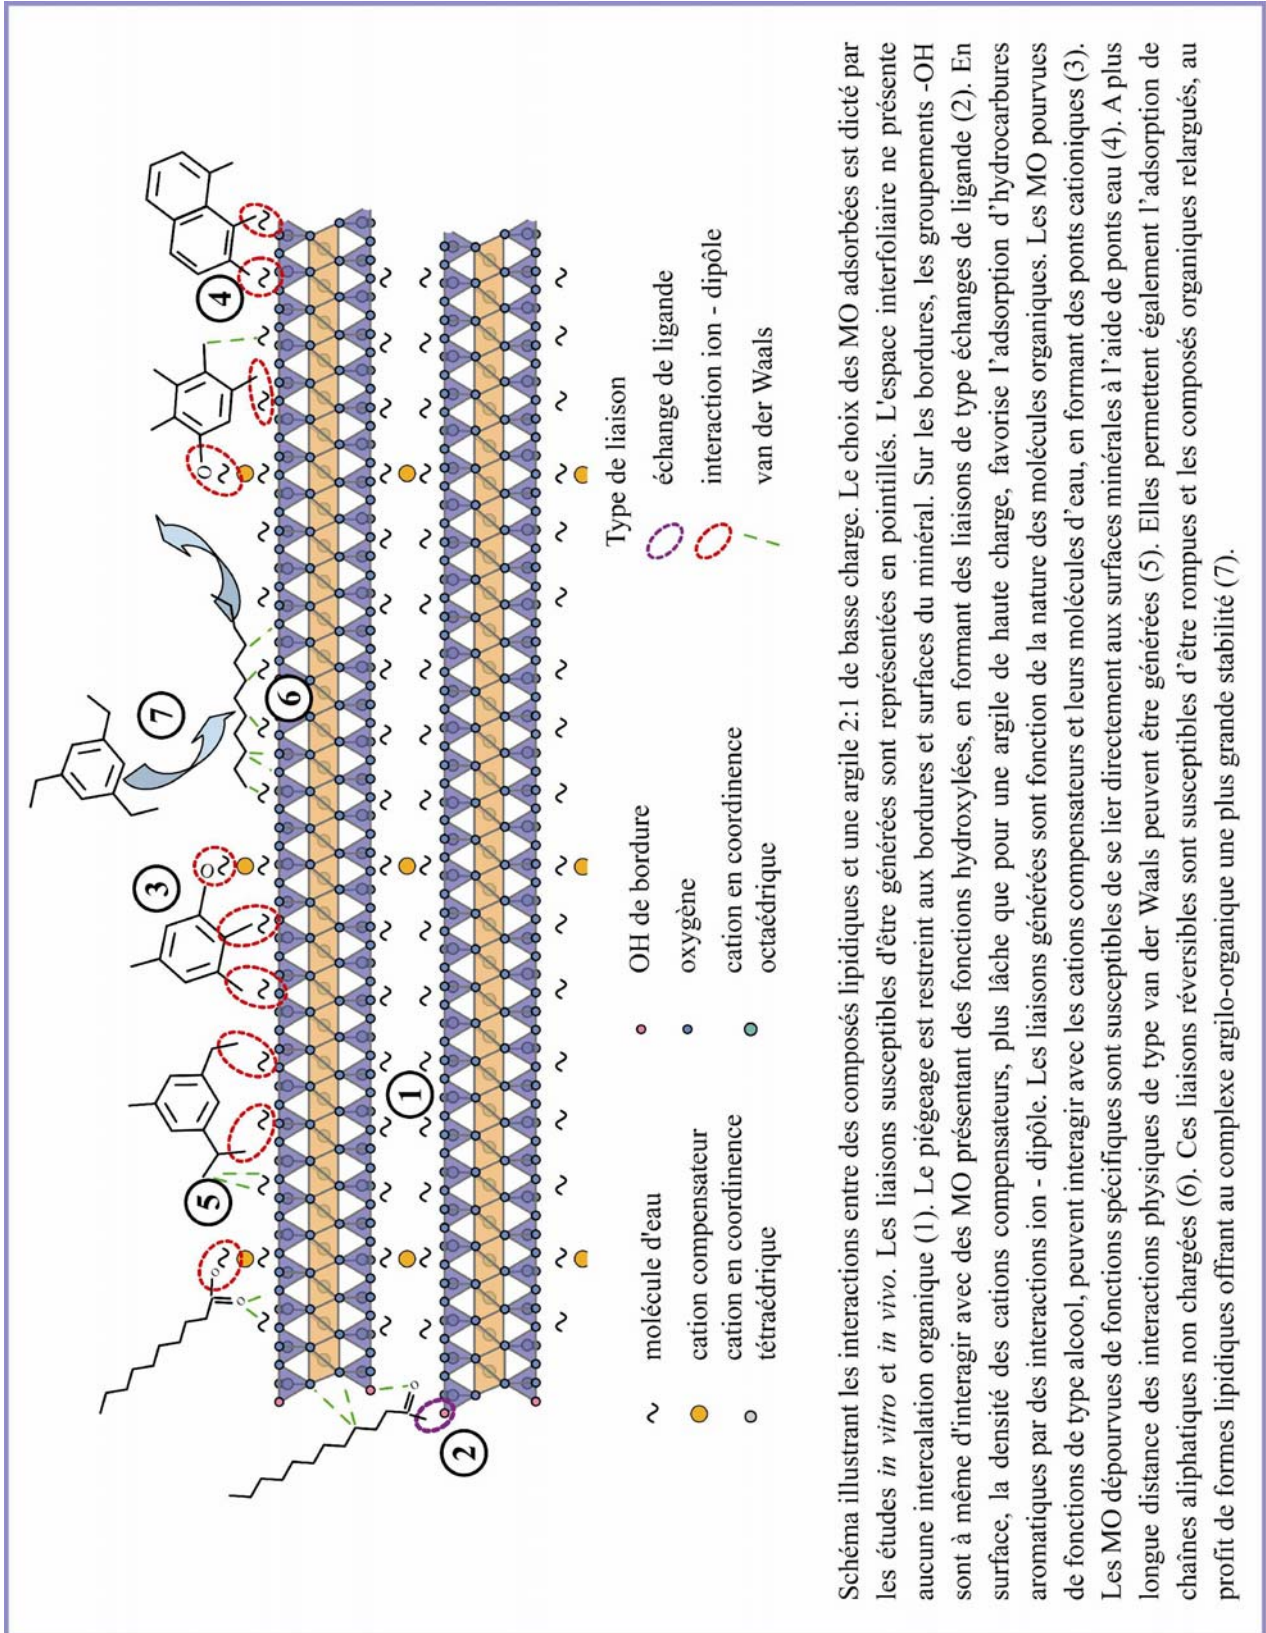 7
4
3
6
5
1
2
Type de liaison
échange de ligande
interaction ion - dipôle
van der Waals
molécule d'eau
cation compensateur
cation en coordinence
tétraédrique
OH de bordure
oxygène
cation en coordinence
octaédrique
Schéma illustrant les interactions entre des composés lipidiques et une argile 2:1 de basse charge. Le choix des MO adsorbées est dicté par
les études in vitro et in vivo. Les liaisons susceptibles d'être générées sont représentées en pointillés. L'espace interfoliaire ne présente
aucune intercalation organique (1). Le piégeage est restreint aux bordures et surfaces du minéral. Sur les bordures, les groupements -OH
sont à même d'interagir avec des MO présentant des fonctions hydroxylées, en formant des liaisons de type échanges de ligande (2). En
surface, la densité des cations compensateurs, plus lâche que pour une argile de haute charge, favorise l'adsorption d'hydrocarbures
aromatiques par des interactions ion - dipôle. Les liaisons générées sont fonction de la nature des molécules organiques. Les MO pourvues
de fonctions de type alcool, peuvent interagir avec les cations compensateurs et leurs molécules d'eau, en formant des ponts cationiques (3).
Les MO dépourvues de fonctions spécifiques sont susceptibles de se lier directement aux surfaces minérales à l'aide de ponts eau (4). A plus
longue distance des interactions physiques de type van der Waals peuvent être générées (5). Elles permettent également l'adsorption de
chaînes aliphatiques non chargées (6). Ces liaisons réversibles sont susceptibles d'être rompues et les composés organiques relargués, au
profit de formes lipidiques offrant au complexe argilo-organique une plus grande stabilité (7).
O
O
O
O
O